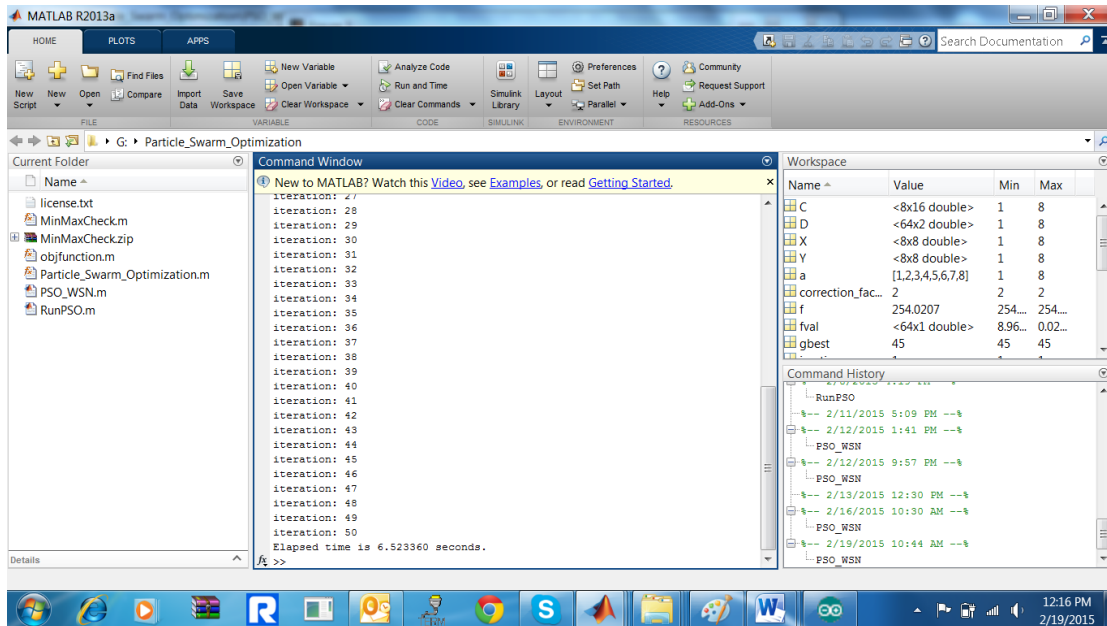 MATLAB R2013a
HOME PLOTS APPS
Search Documentation
New Script
New
Open
Find Files
Compare
Import Data
Save Workspace
New Variable
Open Variable
Clear Workspace
Analyze Code
Run and Time
Clear Commands
Simulink Library
Layout
Preferences
Set Path
Parallel
Help
Community
Request Support
Add-Ons
FILE VARIABLE CODE SIMULINK ENVIRONMENT RESOURCES
G: Particle_Swarm_Optimization
Current Folder
Name
license.txt
MinMaxCheck.m
MinMaxCheck.zip
objfunction.m
Particle_Swarm_Optimization.m
PSO_WSN.m
RunPSO.m
Details
Command Window
New to MATLAB? Watch this Video, see Examples, or read Getting Started.
iteration: 27
iteration: 28
iteration: 29
iteration: 30
iteration: 31
iteration: 32
iteration: 33
iteration: 34
iteration: 35
iteration: 36
iteration: 37
iteration: 38
iteration: 39
iteration: 40
iteration: 41
iteration: 42
iteration: 43
iteration: 44
iteration: 45
iteration: 46
iteration: 47
iteration: 48
iteration: 49
iteration: 50
Elapsed time is 6.523360 seconds.
fx >>
Workspace
Name Value Min Max
C <8x16 double> 1 8
D <64x2 double> 1 8
X <8x8 double> 1 8
Y <8x8 double> 1 8
a [1,2,3,4,5,6,7,8] 1 8
correction_fac... 2 2 2
f 254.0207 254.... 254....
fval <64x1 double> 8.96... 0.02...
gbest 45 45 45
Command History
RunPSO
%-- 2/11/2015 5:09 PM --%
%-- 2/12/2015 1:41 PM --%
PSO_WSN
%-- 2/12/2015 9:57 PM --%
PSO_WSN
%-- 2/13/2015 12:30 PM --%
%-- 2/16/2015 10:30 AM --%
PSO_WSN
%-- 2/19/2015 10:44 AM --%
PSO_WSN
12:16 PM
2/19/2015